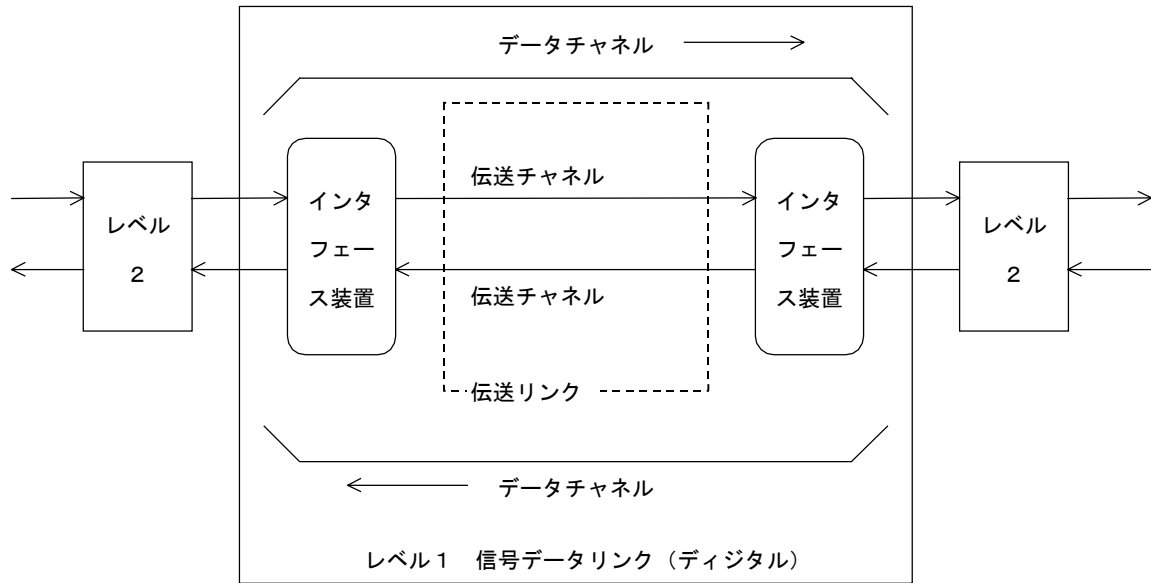 データチャネル
伝送チャネル
レベル
2
インタ
フェー
ス装置
インタ
フェー
ス装置
レベル
2
伝送チャネル
伝送リンク
データチャネル
レベル1 信号データリンク(ディジタル)